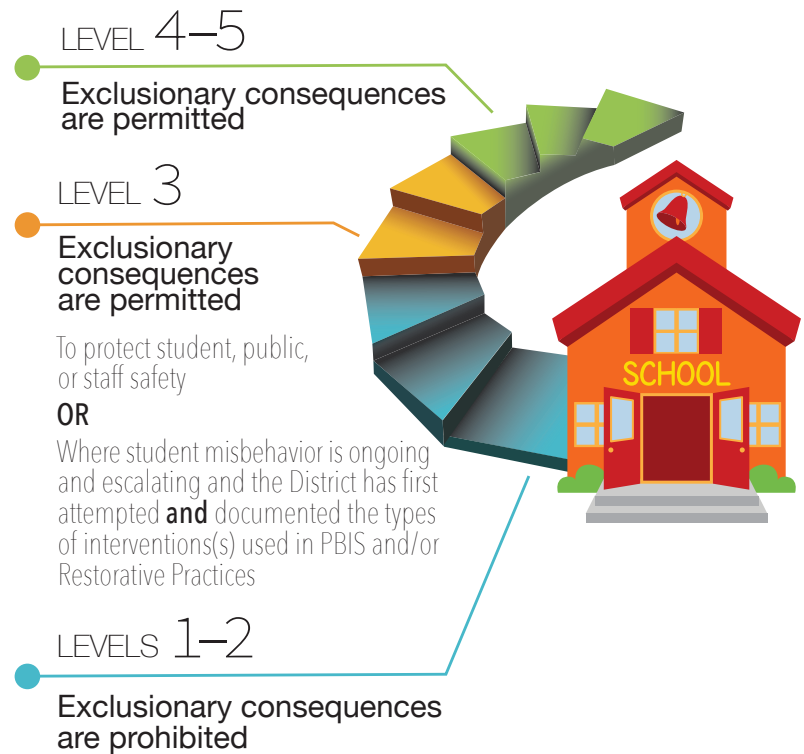 LEVEL 4–5
Exclusionary consequences
are permitted
LEVEL 3
Exclusionary
consequences
are permitted
To protect student, public,
or staff safety
OR
Where student misbehavior is ongoing
and escalating and the District has first
attempted and documented the types
of interventions(s) used in PBIS and/or
Restorative Practices
SCHOOL
LEVELS 1–2
Exclusionary consequences
are prohibited